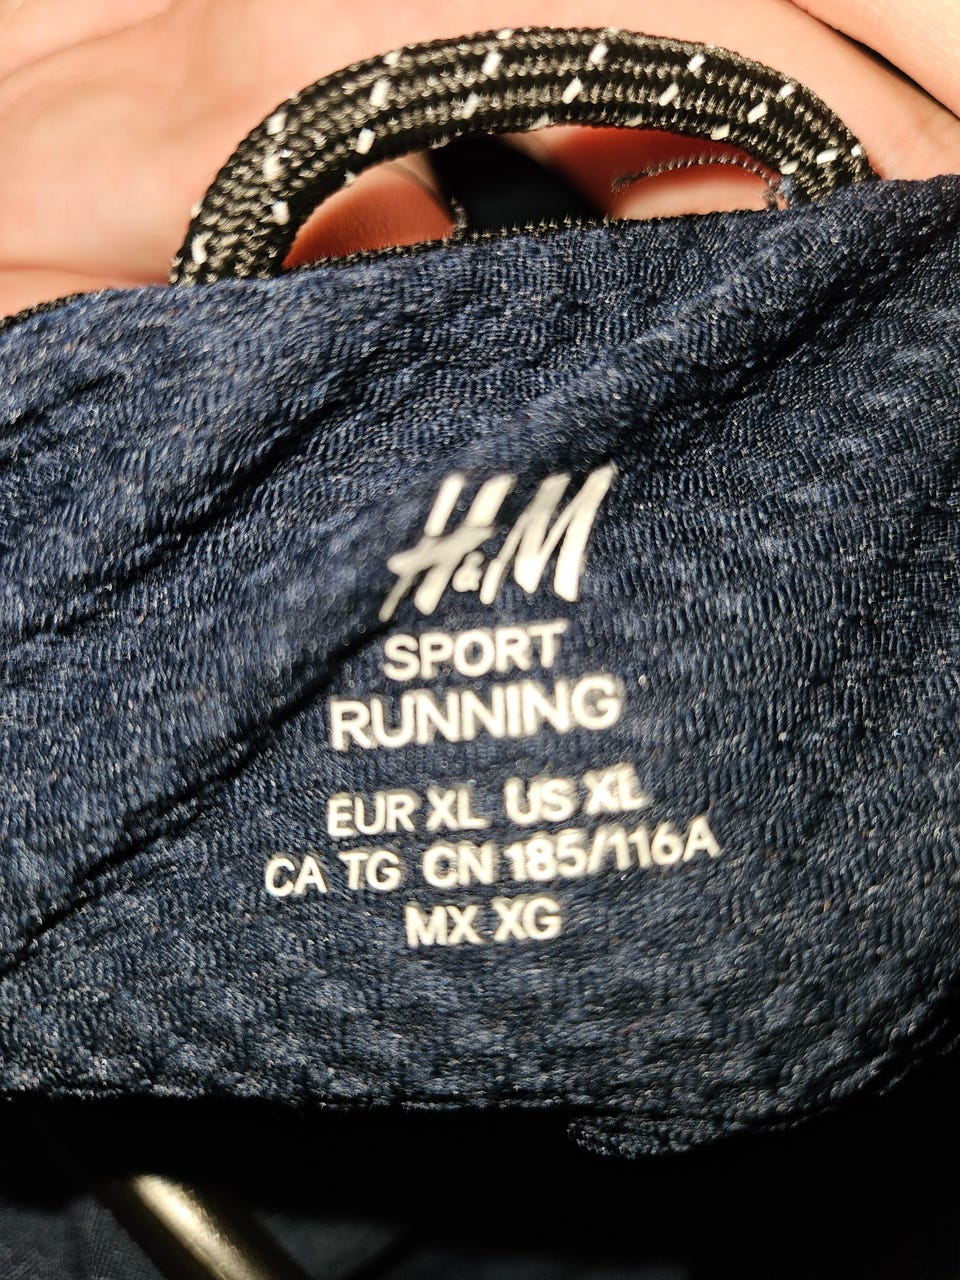 H&M
SPORT
RUNNING
EUR XL US XL
CA TG CN 185/116A
MX XG